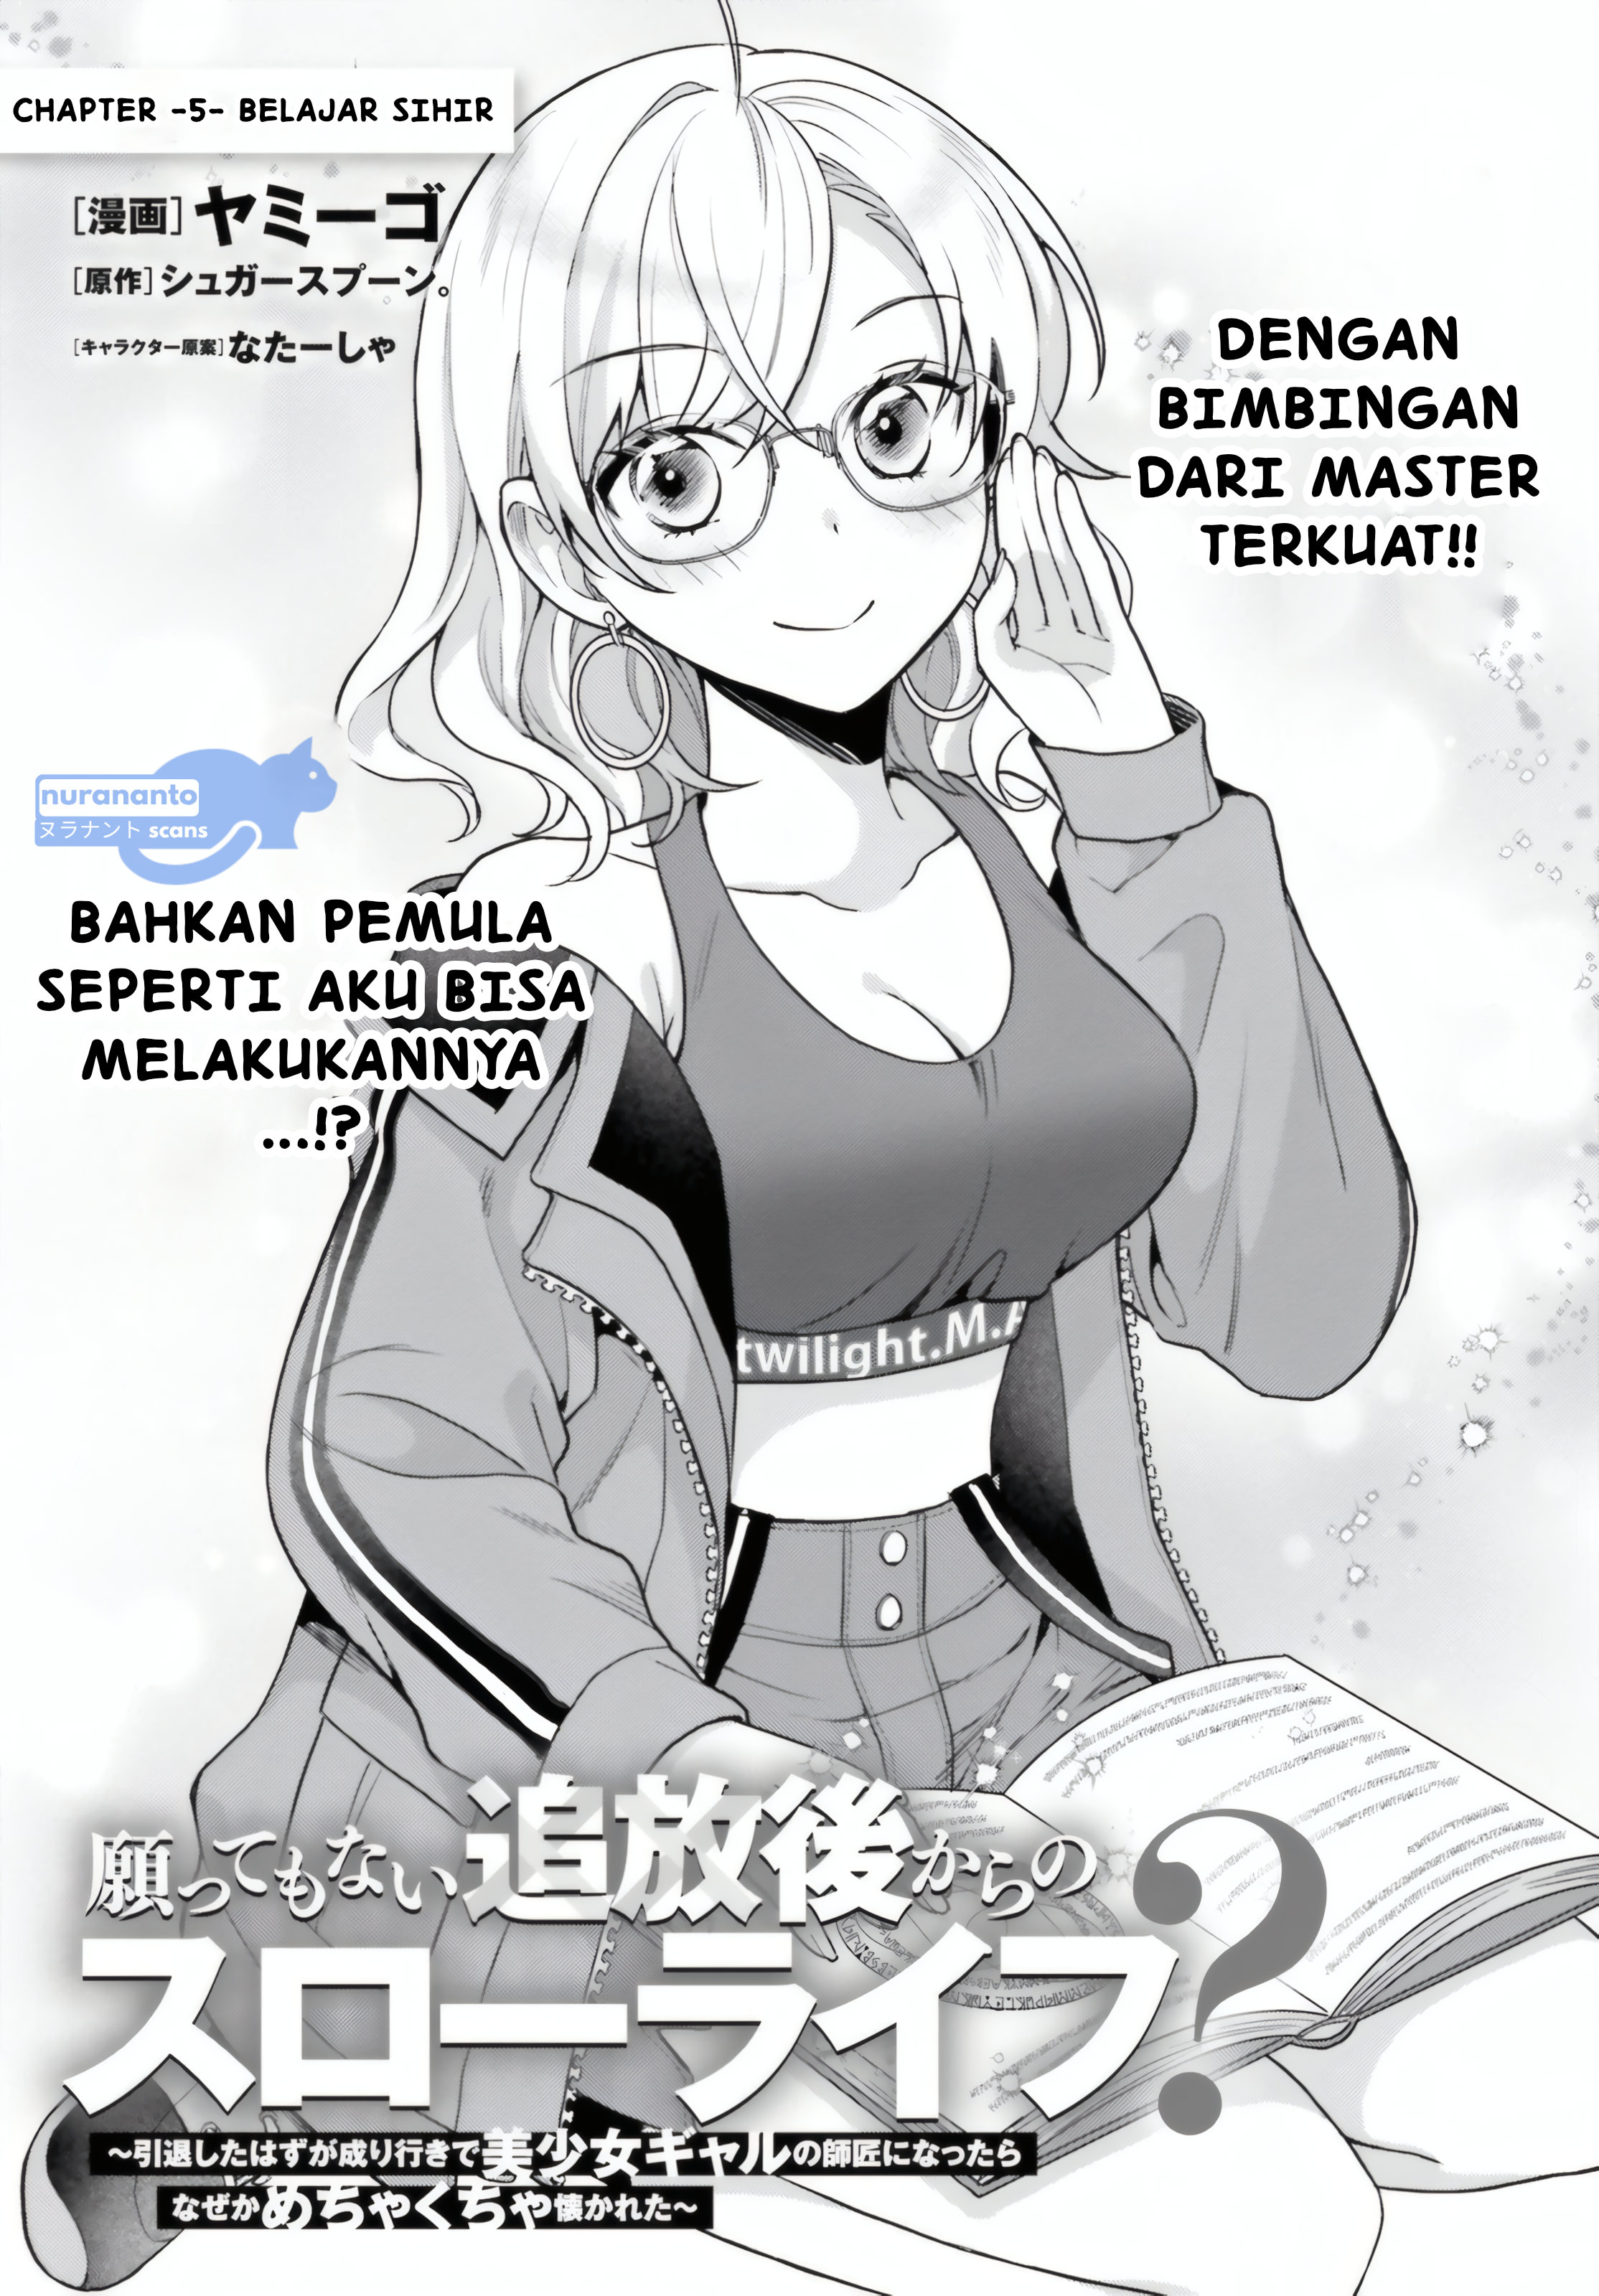 CHAPTER -5- BELAJAR SIHIR
[漫画]ヤミーゴ
[原作]シュガースプーン。
[キャラクター原案]なたーしゃ
DENGAN
BIMBINGAN
DARI MASTER
TERKUAT!!
nurananto
ヌラナント scans
BAHKAN PEMULA
SEPERTI AKU BISA
MELAKUKANNYA
...!?
twilight.M.A
願ってもない追放後からの
スローライフ?
～引退したはずが成り行きで美少女ギャルの師匠になったら
なぜかめちゃくちゃ懐かれた～